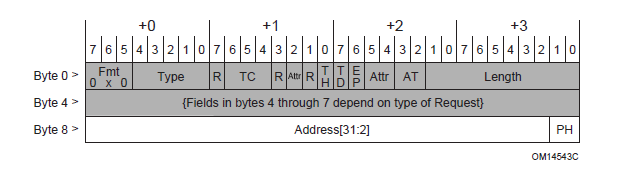 +0 +1 +2 +3
7 6 5 4 3 2 1 0 7 6 5 4 3 2 1 0 7 6 5 4 3 2 1 0 7 6 5 4 3 2 1 0
Byte 0 > Fmt 0 x 0 Type R TC R Attr R TH TD EP Attr AT Length
Byte 4 > {Fields in bytes 4 through 7 depend on type of Request}
Byte 8 > Address[31:2] PH
OM14543C